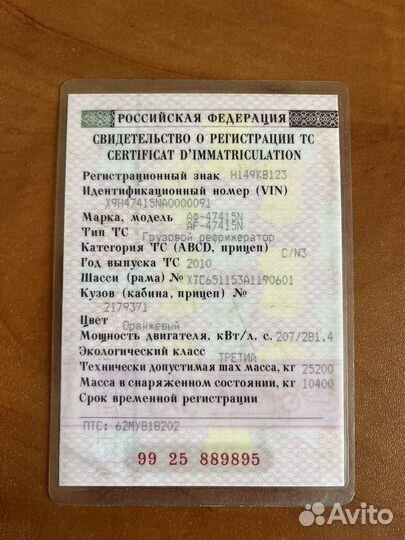 РОССИЙСКАЯ ФЕДЕРАЦИЯ
СВИДЕТЕЛЬСТВО О РЕГИСТРАЦИИ ТС
CERTIFICAT D'IMMATRICULATION
Регистрационный знак Н149КВ123
Идентификационный номер (VIN)
X9H47415NA0000091
Марка, модель АФ-47415N
AF-47415N
Тип ТС Грузовой рефрижератор
Категория ТС (ABCD, прицеп) C/N3
Год выпуска ТС 2010
Шасси (рама) № XTC651153A1190601
Кузов (кабина, прицеп) №
2179371
Цвет Оранжевый
Мощность двигателя, кВт/л. с. 207/281.4
Экологический класс ТРЕТИЙ
Технически допустимая max масса, кг 25200
Масса в снаряженном состоянии, кг 10400
Срок временной регистрации
ПТС: 62МУ818202
99 25 889895
Avito